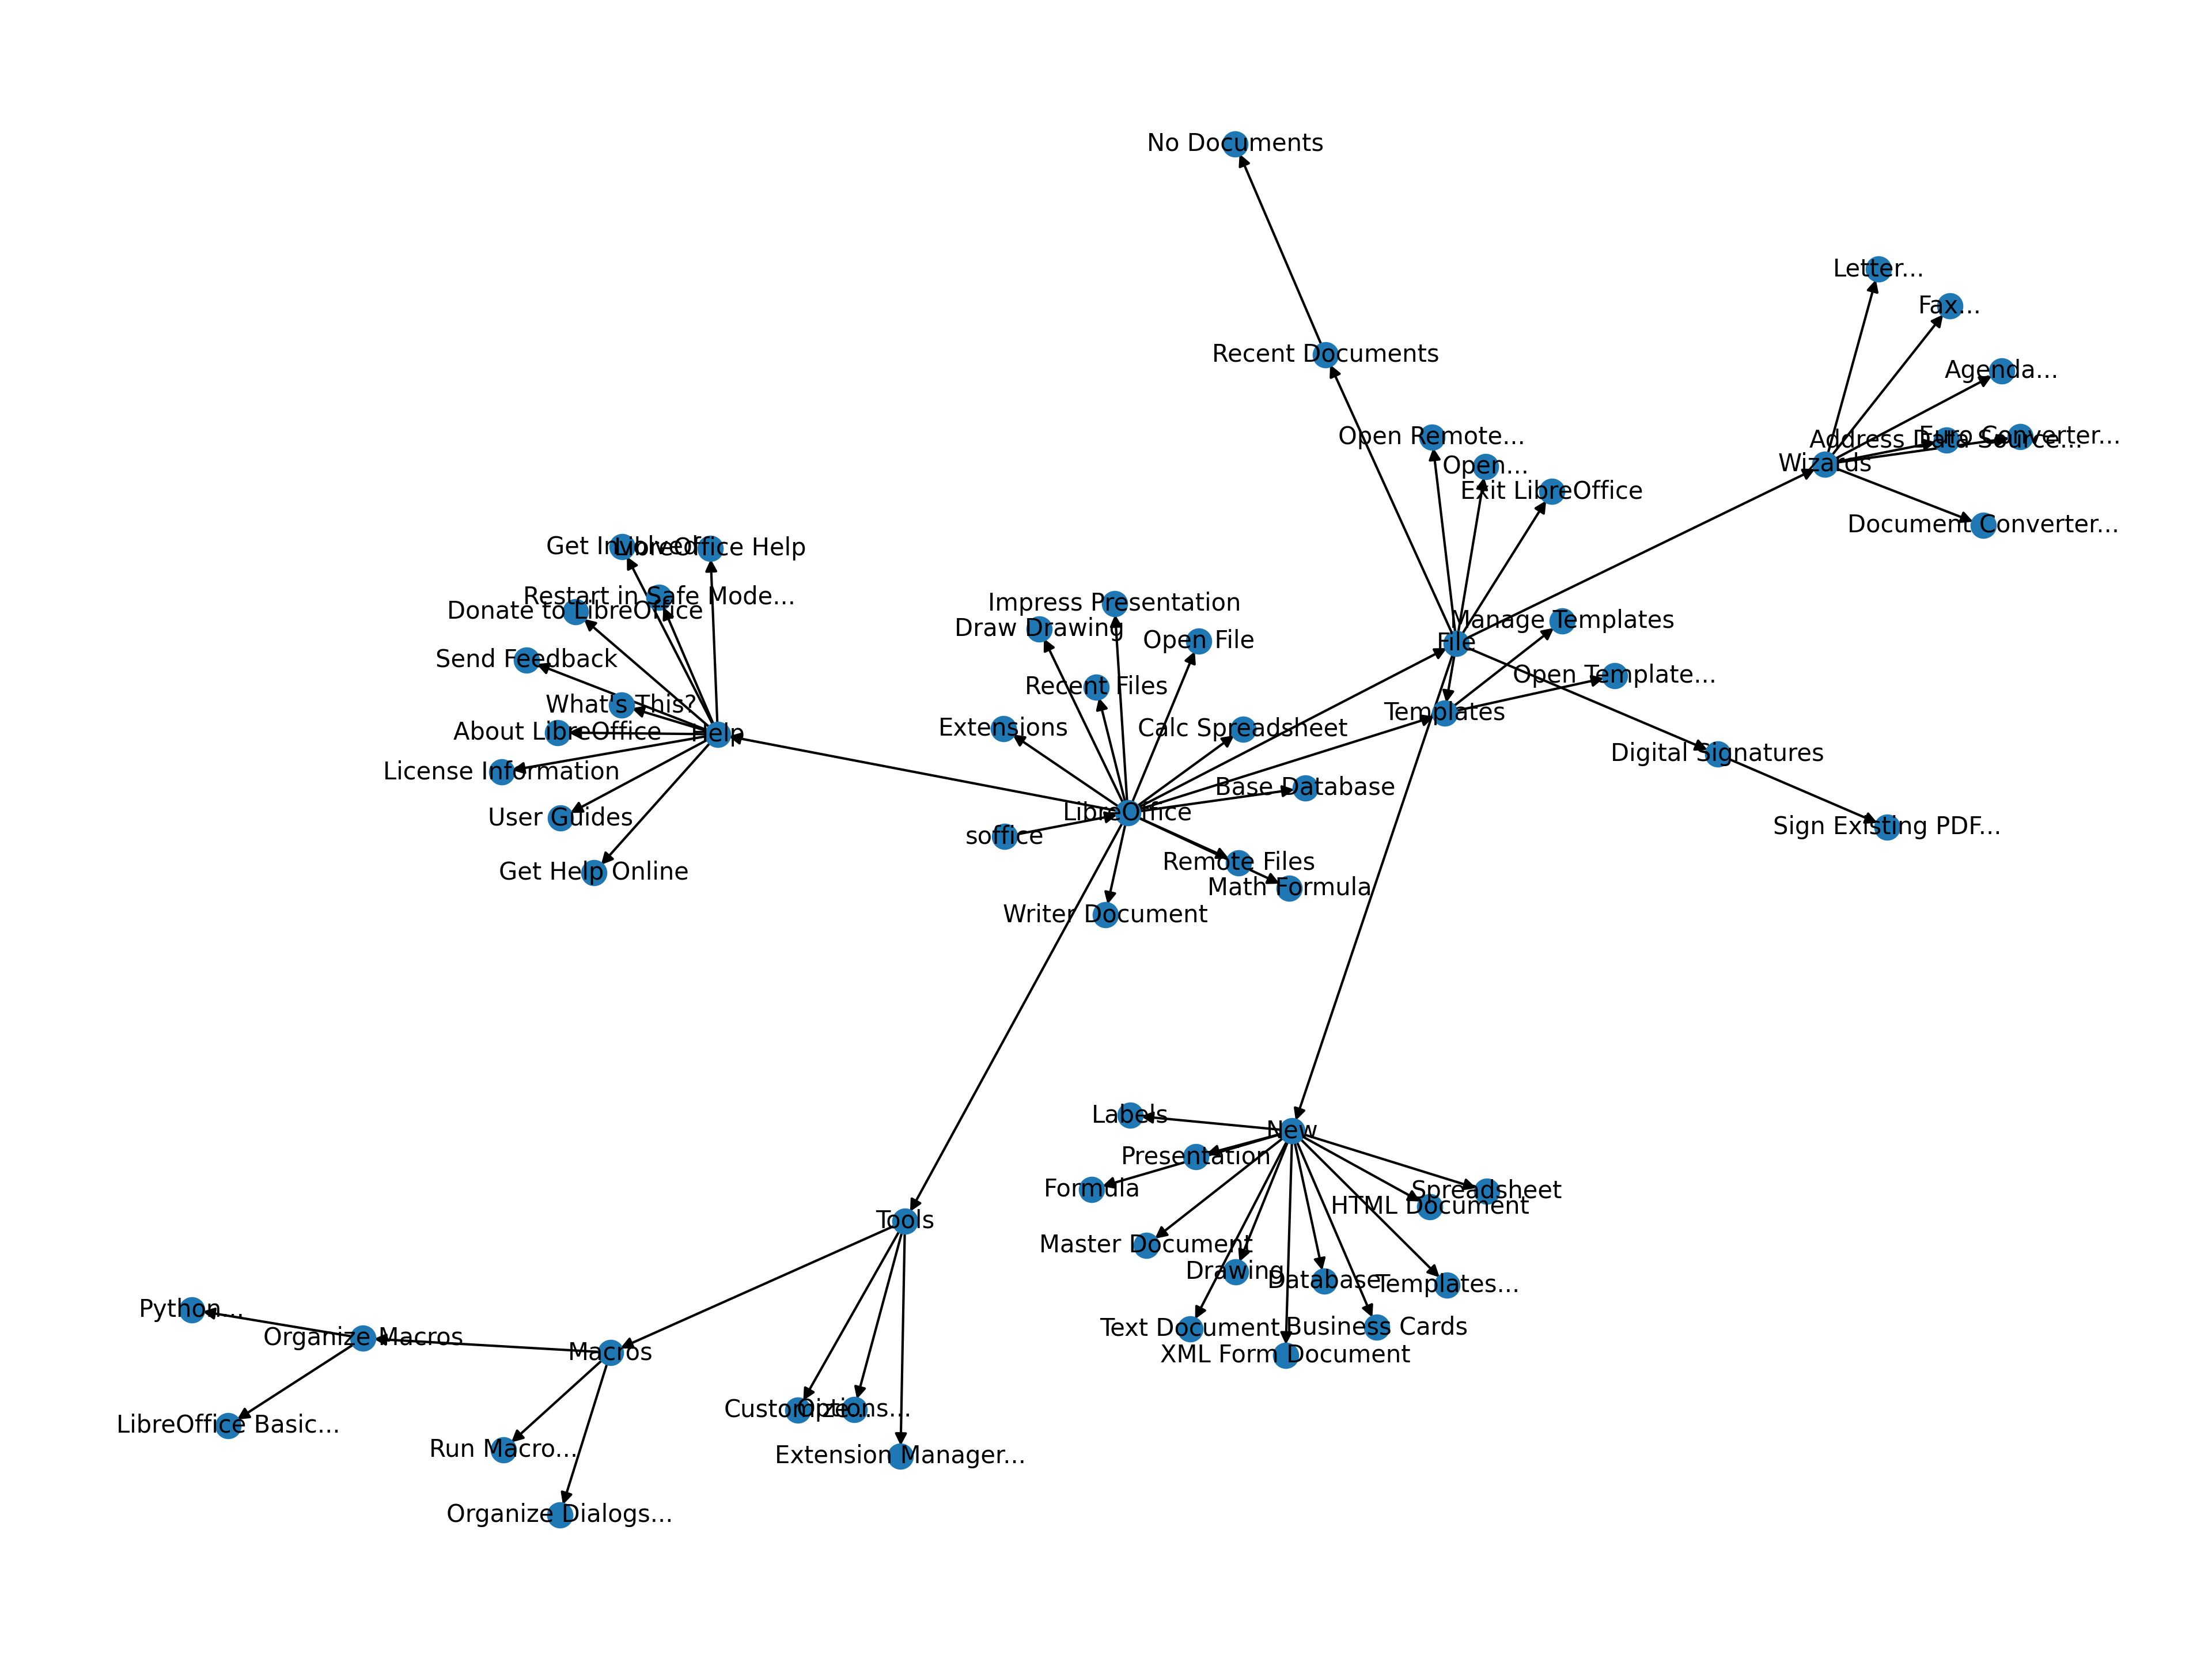 No Documents
Letter...
Fax...
Recent Documents
Agenda...
Open Remote...
Address Data Source...
Euro Converter...
Open...
Wizards
Exit LibreOffice
Document Converter...
Get Involved
LibreOffice Help
Restart in Safe Mode...
Donate to LibreOffice
Impress Presentation
Draw Drawing
Open File
Manage Templates
File
Send Feedback
Recent Files
Open Template...
What's This?
Templates
About LibreOffice
Help
Extensions
Calc Spreadsheet
Digital Signatures
License Information
Base Database
User Guides
LibreOffice
soffice
Sign Existing PDF...
Get Help Online
Remote Files
Math Formula
Writer Document
Labels
New
Presentation
Formula
Spreadsheet
HTML Document
Tools
Master Document
Drawing
Database
Templates...
Python...
Organize Macros
Text Document
Business Cards
Macros
XML Form Document
Customize...
Options...
LibreOffice Basic...
Run Macro...
Extension Manager...
Organize Dialogs...